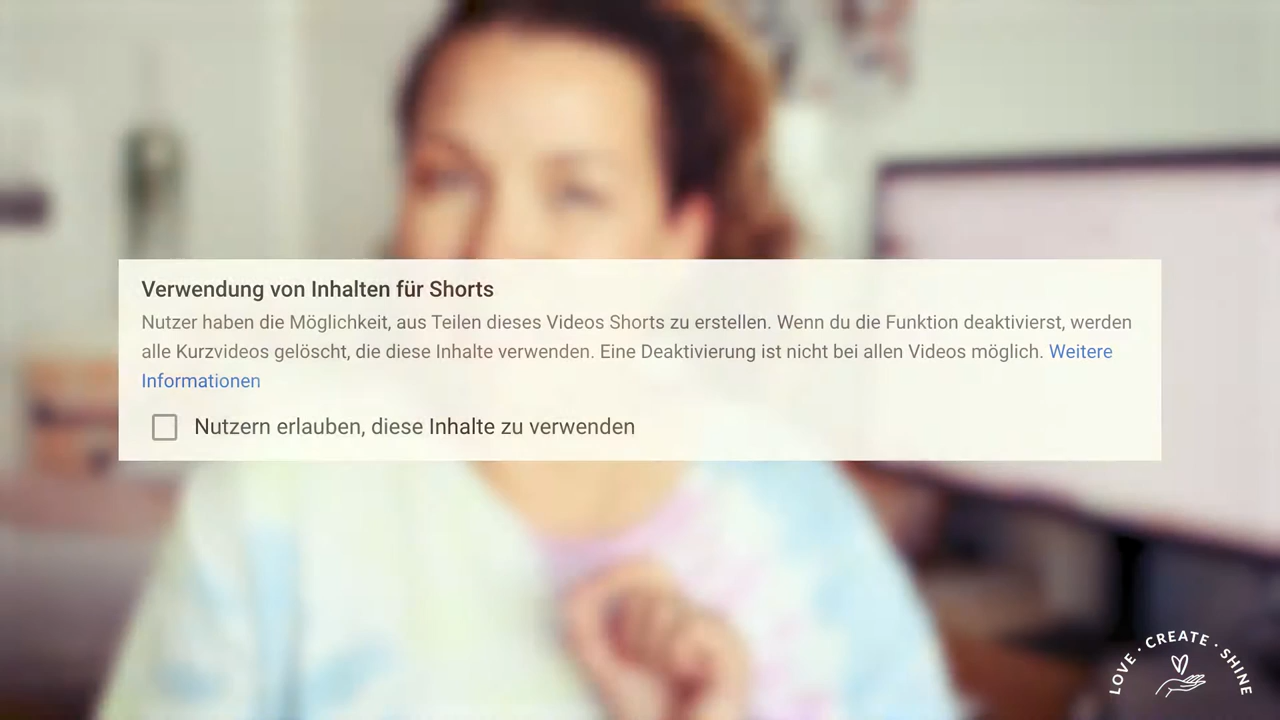 Verwendung von Inhalten für Shorts
Nutzer haben die Möglichkeit, aus Teilen dieses Videos Shorts zu erstellen. Wenn du die Funktion deaktivierst, werden
alle Kurzvideos gelöscht, die diese Inhalte verwenden. Eine Deaktivierung ist nicht bei allen Videos möglich. Weitere
Informationen
Nutzern erlauben, diese Inhalte zu verwenden
LOVE · CREATE · SHINE